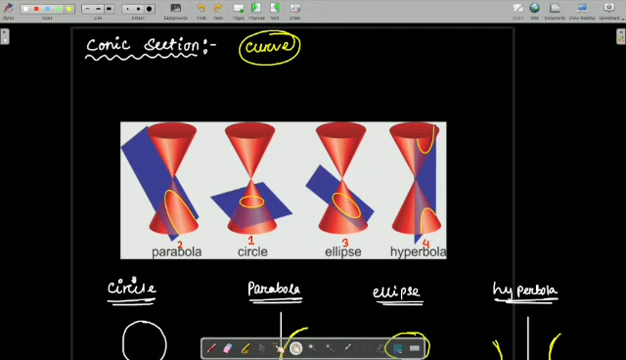 Conic Section:- curve
parabola circle ellipse hyperbola
2 1 3 4
Circle Parabola ellipse hyperbola